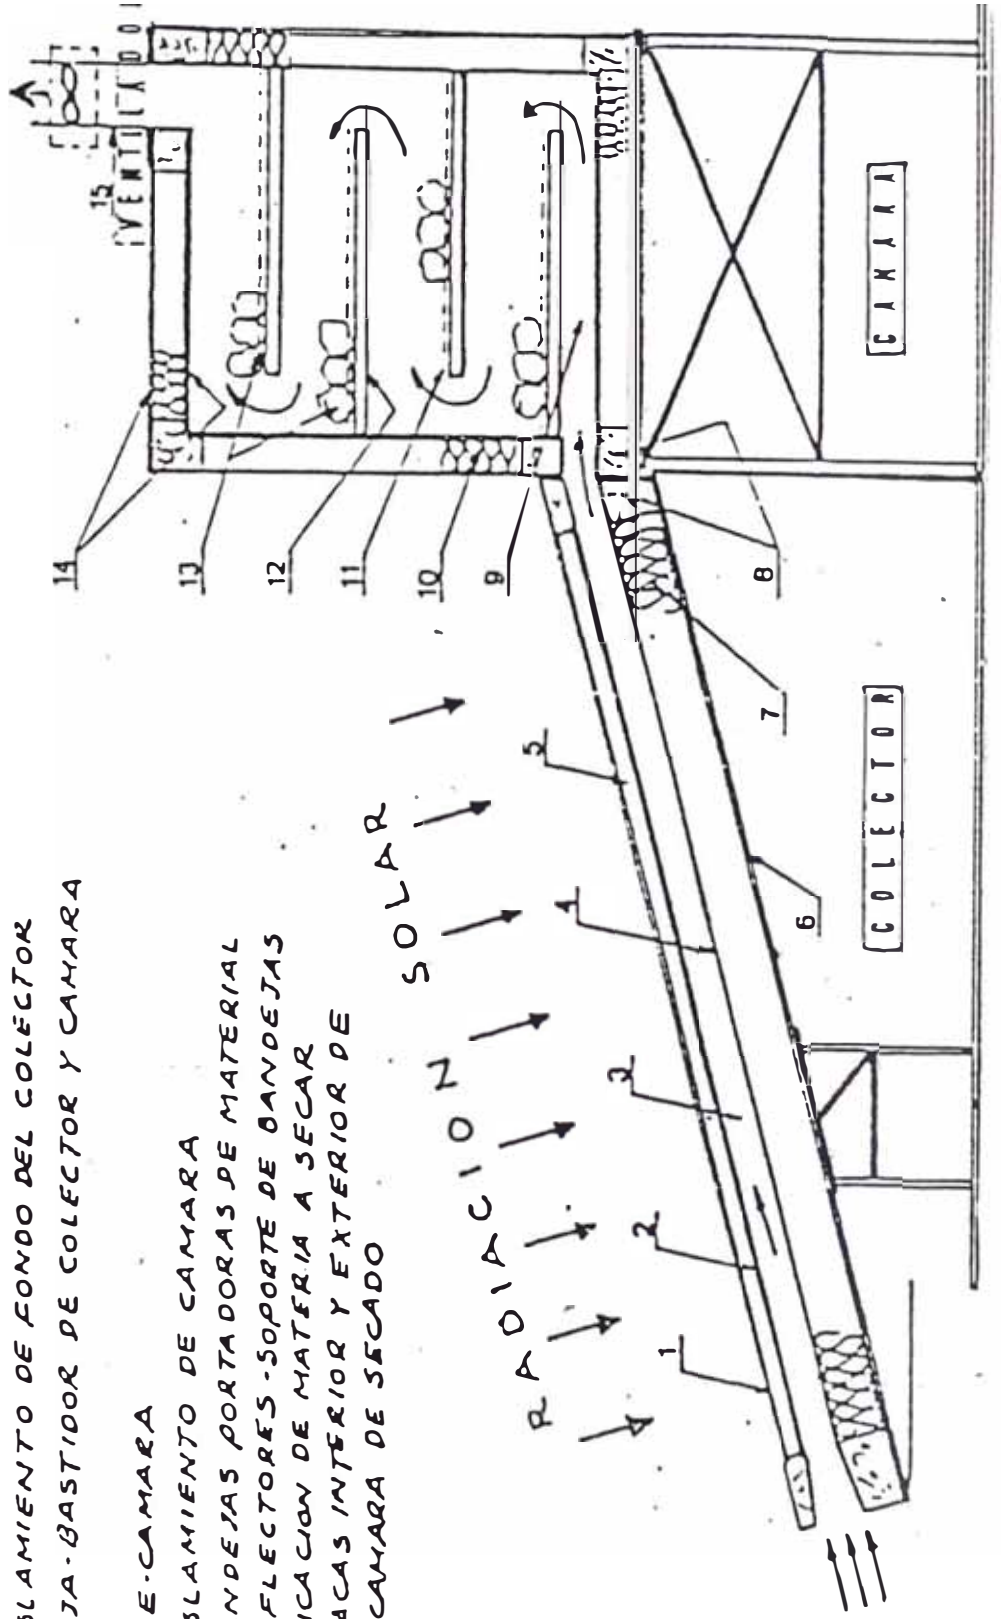 SLAMIENTO DE FONDO DEL COLECTOR
JA-BASTIDOR DE COLECTOR Y CAMARA
E-CAMARA
SLAMIENTO DE CAMARA
NDEJAS PORTADORAS DE MATERIAL
FLECTORES-SOPORTE DE BANDEJAS
ICACION DE MATERIA A SECAR
ACAS INTERIOR Y EXTERIOR DE
CAMARA DE SECADO
RADIACION SOLAR
1
2
3
4
5
6
7
8
9
10
11
12
13
14
15
VENTILADOR
COLECTOR
CAMARA